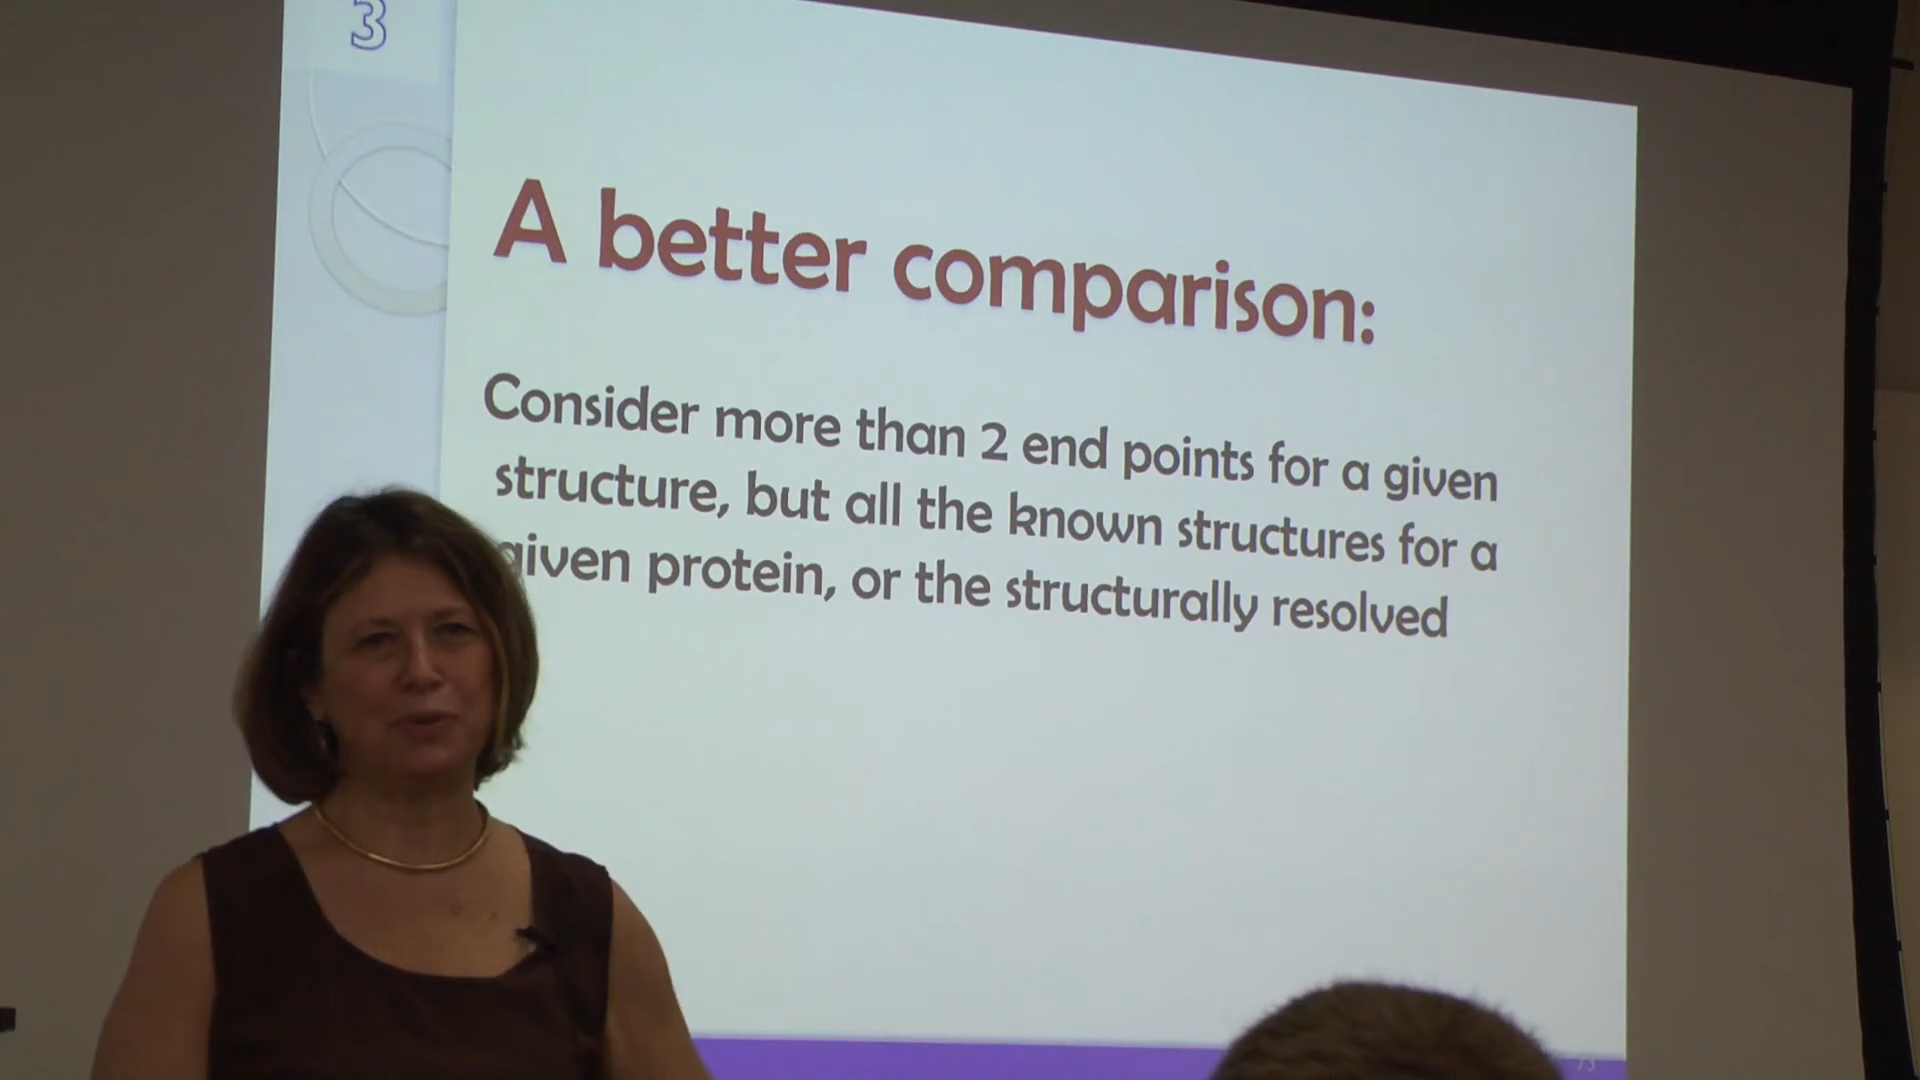 3
A better comparison:
Consider more than 2 end points for a given
structure, but all the known structures for a
given protein, or the structurally resolved